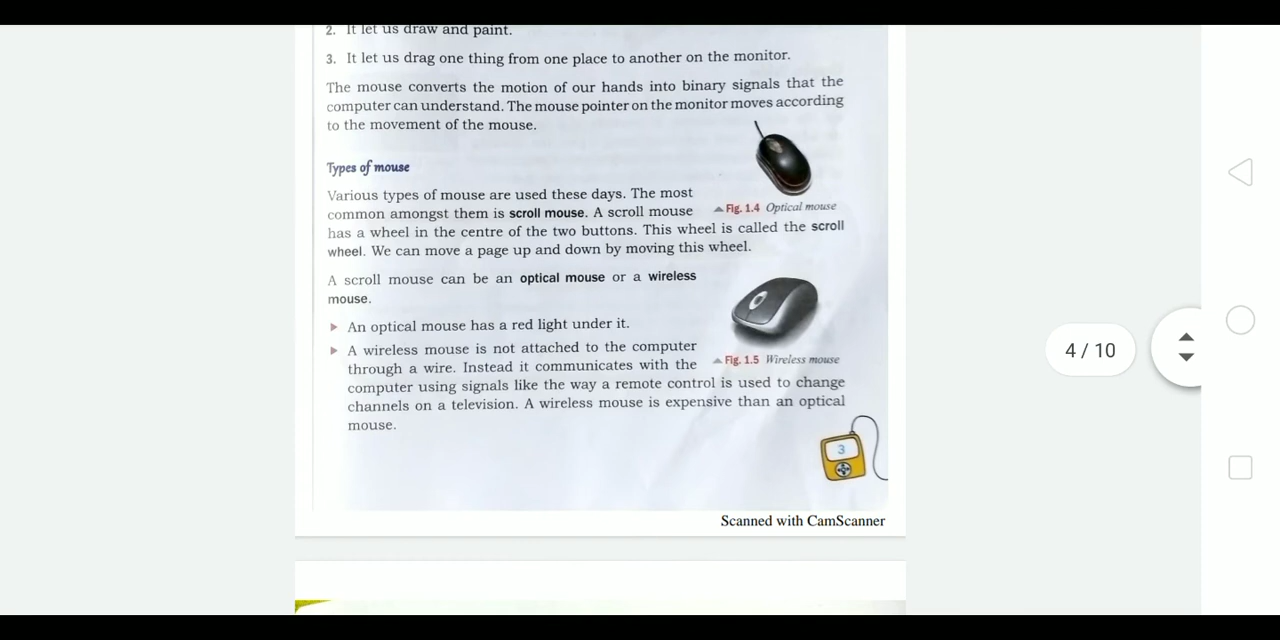 2. It let us draw and paint.
3. It let us drag one thing from one place to another on the monitor.
The mouse converts the motion of our hands into binary signals that the
computer can understand. The mouse pointer on the monitor moves according
to the movement of the mouse.
Types of mouse
Various types of mouse are used these days. The most
common amongst them is scroll mouse. A scroll mouse
Fig. 1.4 Optical mouse
has a wheel in the centre of the two buttons. This wheel is called the scroll
wheel. We can move a page up and down by moving this wheel.
A scroll mouse can be an optical mouse or a wireless
mouse.
An optical mouse has a red light under it.
A wireless mouse is not attached to the computer
through a wire. Instead it communicates with the
Fig. 1.5 Wireless mouse
computer using signals like the way a remote control is used to change
channels on a television. A wireless mouse is expensive than an optical
mouse.
3
Scanned with CamScanner
4 / 10